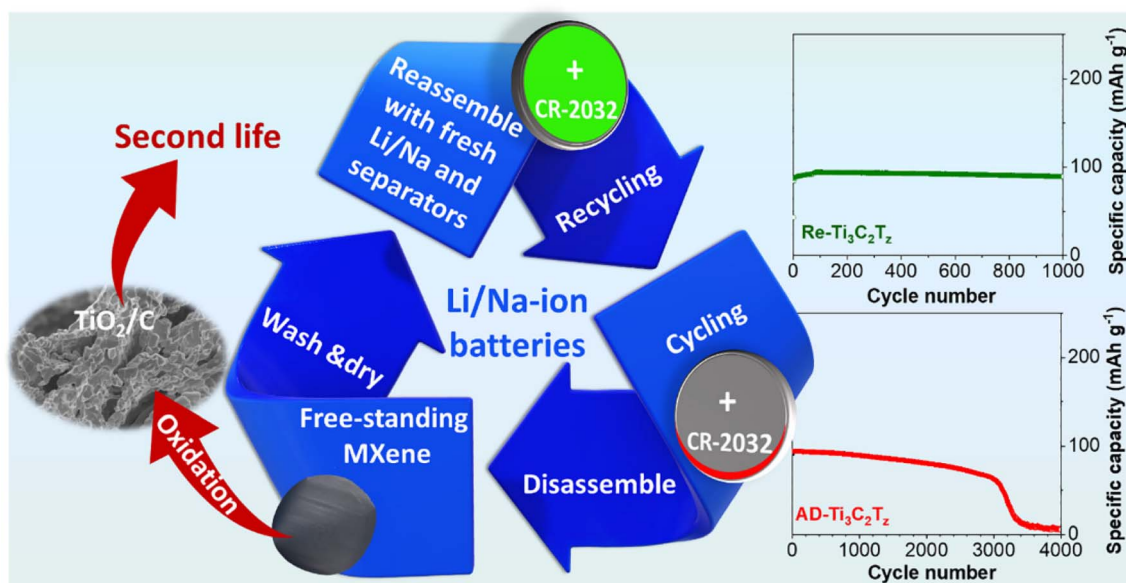 Second life
TiO₂/C
Oxidation
Wash &dry
Free-standing
MXene
Reassemble
with fresh
Li/Na and
separators
+
CR-2032
Recycling
Li/Na-ion
batteries
Cycling
+
CR-2032
Disassemble
200
100
0
Specific capacity (mAh g⁻¹)
Re-Ti₃C₂T𝓏
0 200 400 600 800 1000
Cycle number
200
100
0
Specific capacity (mAh g⁻¹)
AD-Ti₃C₂T𝓏
0 1000 2000 3000 4000
Cycle number